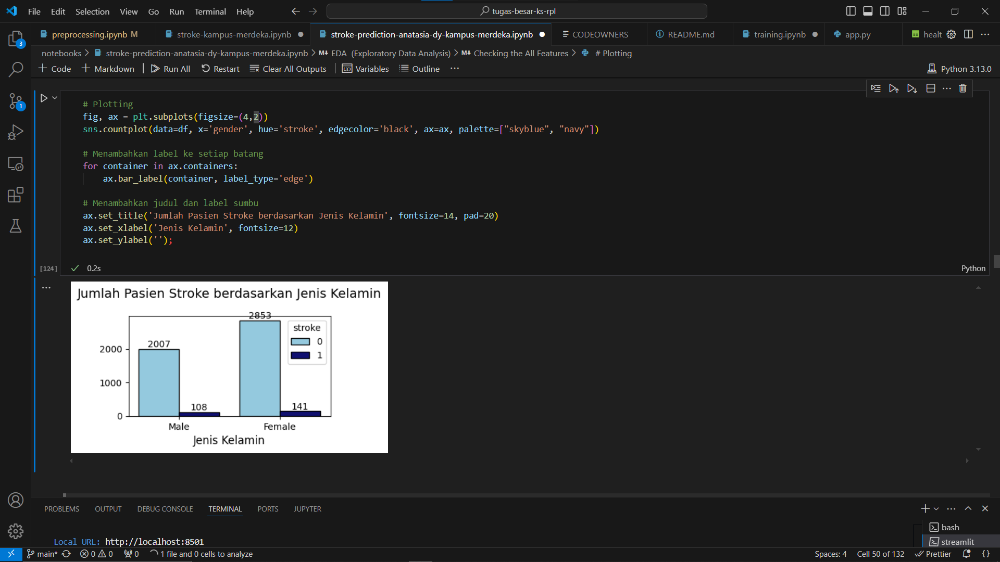 File Edit Selection View Go Run Terminal Help tugas-besar-ks-rpl
preprocessing.ipynb M stroke-kampus-merdeka.ipynb stroke-prediction-anatasia-dy-kampus-merdeka.ipynb CODEOWNERS README.md training.ipynb app.py healt
notebooks > stroke-prediction-anatasia-dy-kampus-merdeka.ipynb > M↓ EDA (Exploratory Data Analysis) > M↓ Checking the All Features > # Plotting
+ Code + Markdown Run All Restart Clear All Outputs Variables Outline ... Python 3.13.0
# Plotting
fig, ax = plt.subplots(figsize=(4,2))
sns.countplot(data=df, x='gender', hue='stroke', edgecolor='black', ax=ax, palette=["skyblue", "navy"])
# Menambahkan label ke setiap batang
for container in ax.containers:
    ax.bar_label(container, label_type='edge')
# Menambahkan judul dan label sumbu
ax.set_title('Jumlah Pasien Stroke berdasarkan Jenis Kelamin', fontsize=14, pad=20)
ax.set_xlabel('Jenis Kelamin', fontsize=12)
ax.set_ylabel('');
[124] 0.2s Python
Jumlah Pasien Stroke berdasarkan Jenis Kelamin
2853
stroke
0
1
2007
2000
1000
108
141
0
Male Female
Jenis Kelamin
PROBLEMS OUTPUT DEBUG CONSOLE TERMINAL PORTS JUPYTER
bash
Local URL: http://localhost:8501
streamlit
main* 0 0 0 1 file and 0 cells to analyze Spaces: 4 Cell 50 of 132 Prettier
3
1